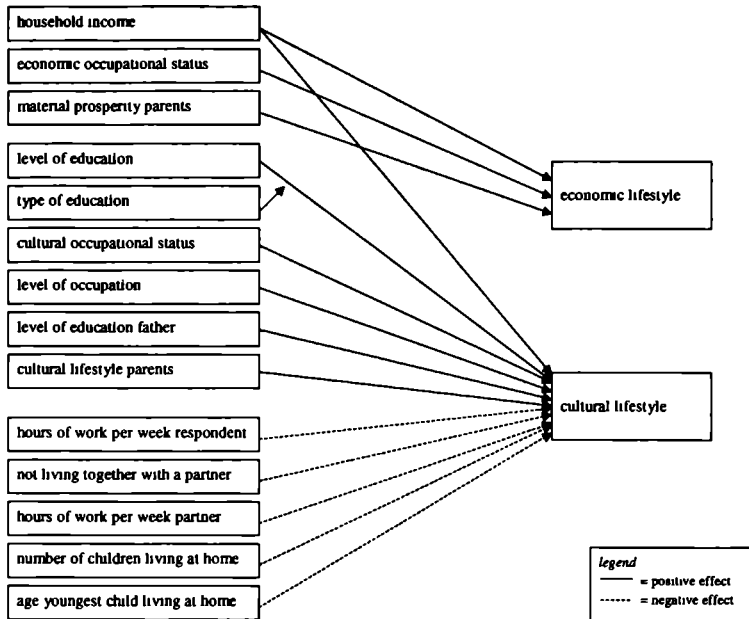 household income
economic occupational status
material prosperity parents
level of education
type of education
cultural occupational status
level of occupation
level of education father
cultural lifestyle parents
hours of work per week respondent
not living together with a partner
hours of work per week partner
number of children living at home
age youngest child living at home
economic lifestyle
cultural lifestyle
legend
= positive effect
= negative effect